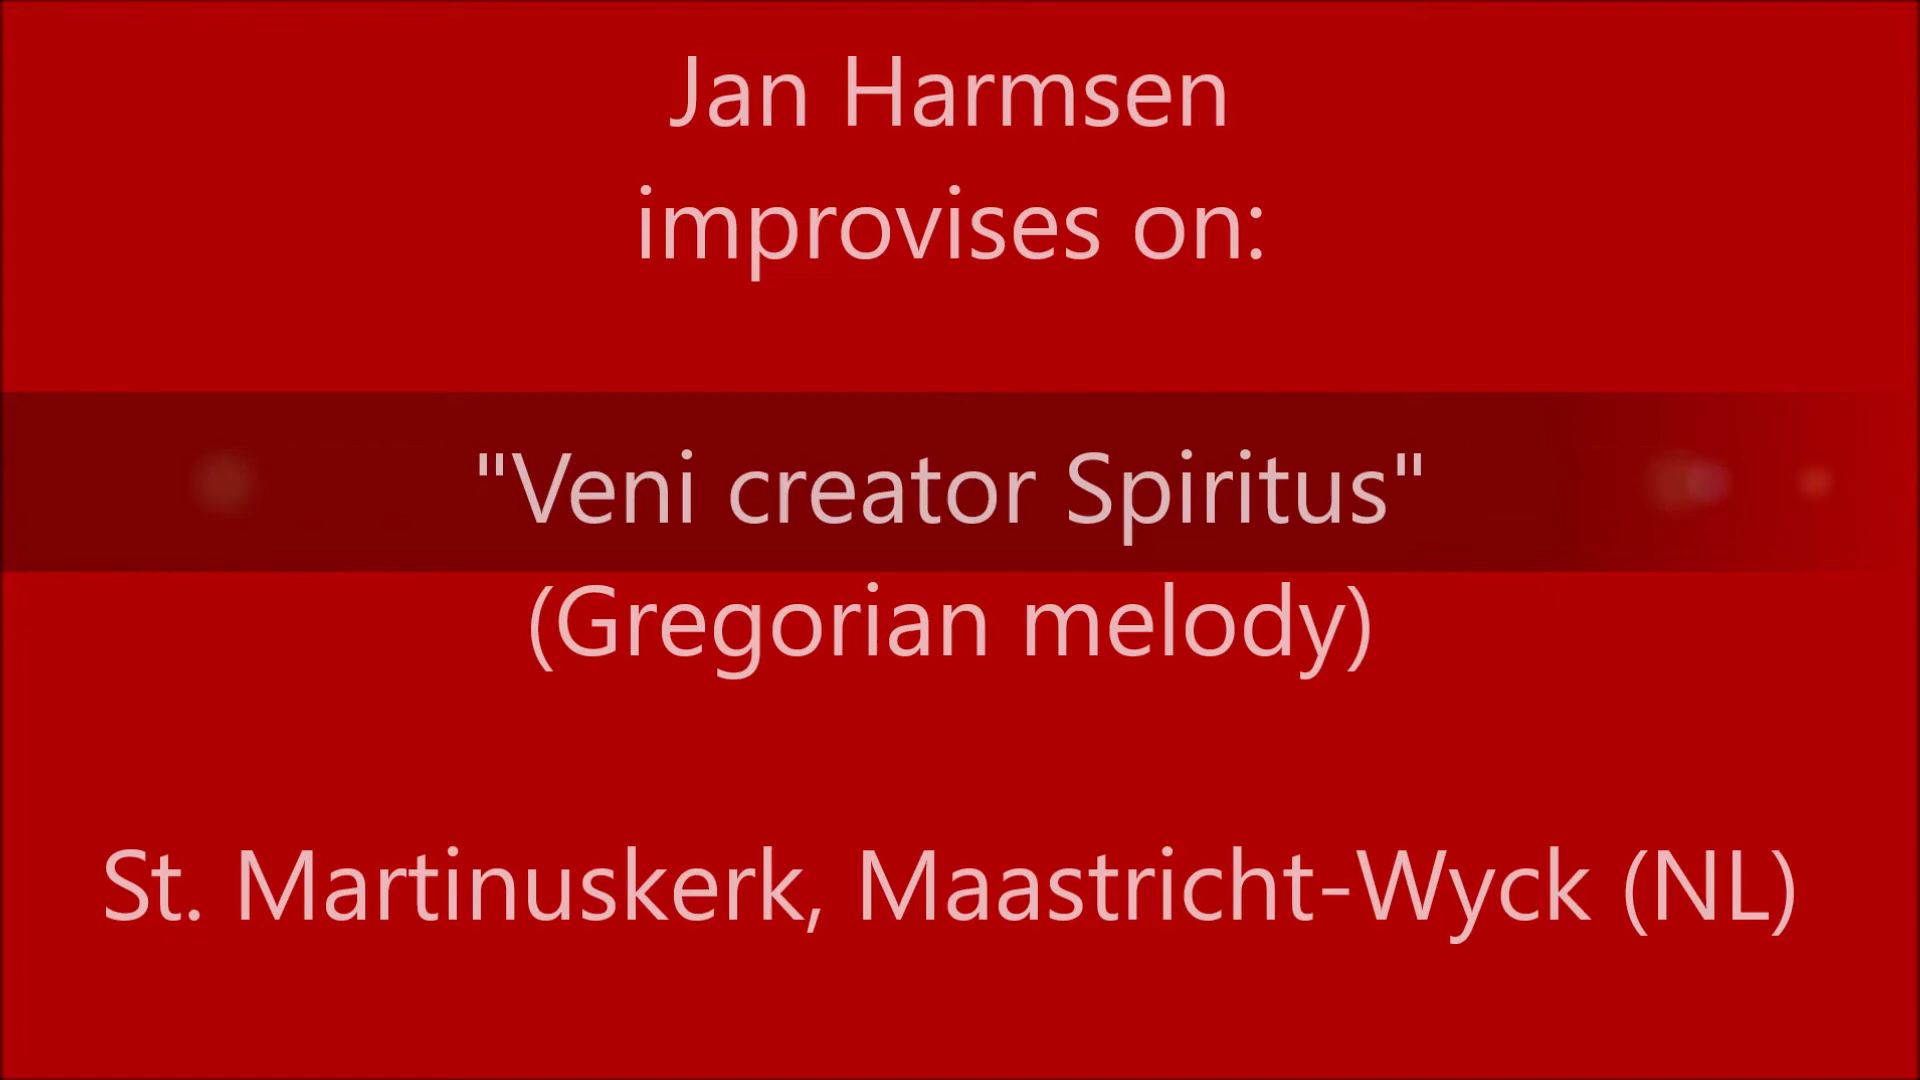 Jan Harmsen
improvises on:
"Veni creator Spiritus"
(Gregorian melody)
St. Martinuskerk, Maastricht-Wyck (NL)